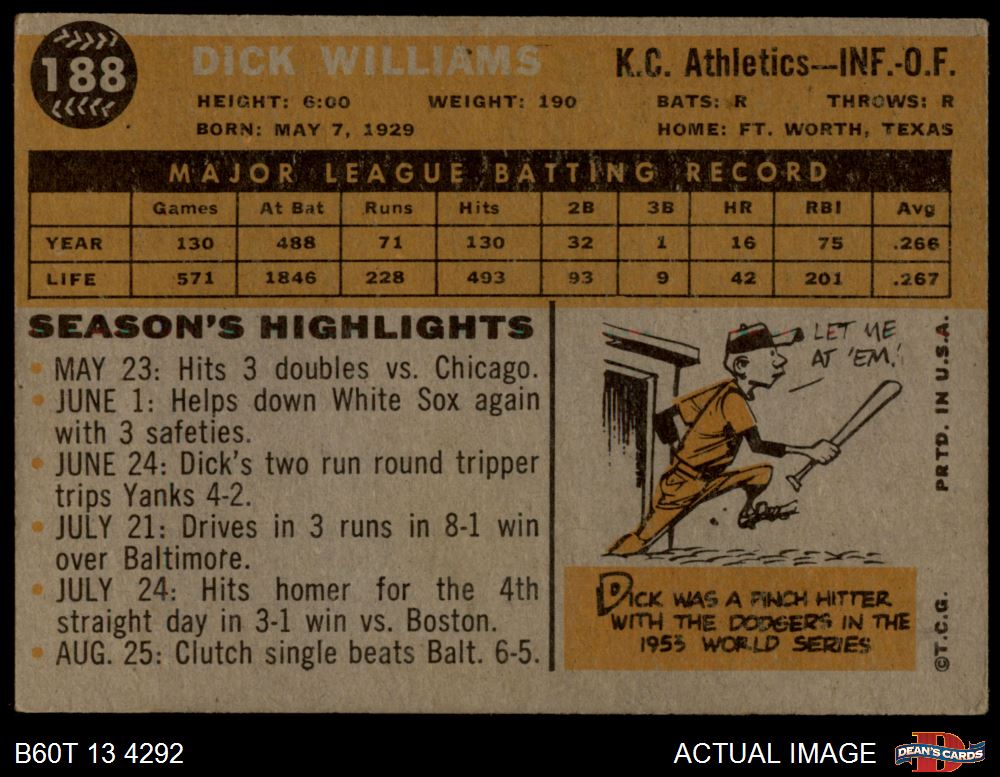 188
DICK WILLIAMS
K.C. Athletics—INF.-O.F.
HEIGHT: 6:00 WEIGHT: 190 BATS: R THROWS: R
BORN: MAY 7, 1929 HOME: FT. WORTH, TEXAS
MAJOR LEAGUE BATTING RECORD
Games At Bat Runs Hits 2B 3B HR RBI Avg
YEAR 130 488 71 130 32 1 16 75 .266
LIFE 571 1846 228 493 93 9 42 201 .267
SEASON'S HIGHLIGHTS
• MAY 23: Hits 3 doubles vs. Chicago.
• JUNE 1: Helps down White Sox again
with 3 safeties.
• JUNE 24: Dick's two run round tripper
trips Yanks 4-2.
• JULY 21: Drives in 3 runs in 8-1 win
over Baltimore.
• JULY 24: Hits homer for the 4th
straight day in 3-1 win vs. Boston.
• AUG. 25: Clutch single beats Balt. 6-5.
LET ME
AT 'EM!
DICK WAS A PINCH HITTER
WITH THE DODGERS IN THE
1953 WORLD SERIES
PRTD. IN U.S.A.
©T.C.G.
B60T 13 4292
ACTUAL IMAGE
D
DEAN'S CARDS